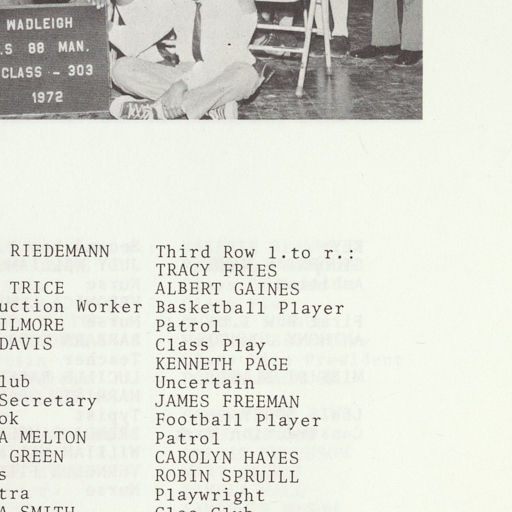 WADLEIGH
.S 88 MAN.
CLASS - 303
1972
RIEDEMANN
TRICE
uction Worker
ILMORE
DAVIS
lub
Secretary
ok
A MELTON
GREEN
s
tra
A SMITH
Third Row l.to r.:
TRACY FRIES
ALBERT GAINES
Basketball Player
Patrol
Class Play
KENNETH PAGE
Uncertain
JAMES FREEMAN
Football Player
Patrol
CAROLYN HAYES
ROBIN SPRUILL
Playwright
Glee Club